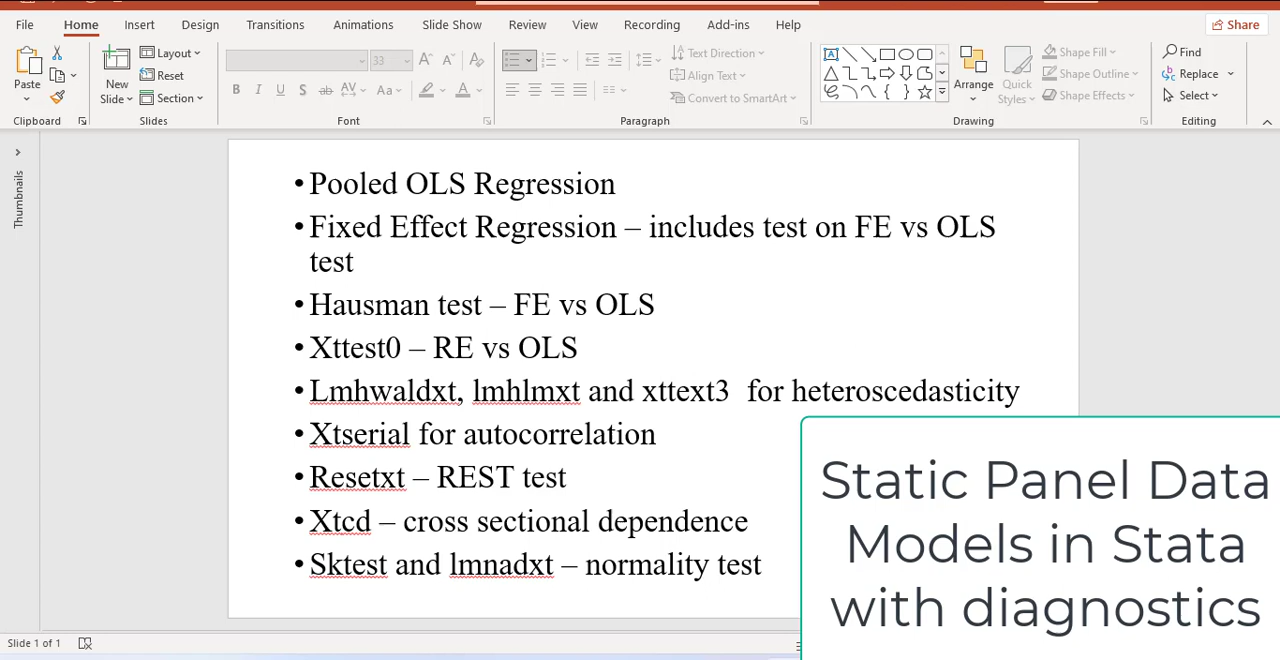 File Home Insert Design Transitions Animations Slide Show Review View Recording Add-ins Help Share
Paste
Clipboard
New
Slide
Layout
Reset
Section
Slides
33
B I U S ab AV Aa A
Font
Text Direction
Align Text
Convert to SmartArt
Paragraph
Arrange
Quick
Styles
Shape Fill
Shape Outline
Shape Effects
Drawing
Find
Replace
Select
Editing
Thumbnails
•Pooled OLS Regression
•Fixed Effect Regression – includes test on FE vs OLS
test
•Hausman test – FE vs OLS
•Xttest0 – RE vs OLS
•Lmhwaldxt, lmhlmxt and xttext3 for heteroscedasticity
•Xtserial for autocorrelation
•Resetxt – REST test
•Xtcd – cross sectional dependence
•Sktest and lmnadxt – normality test
Static Panel Data
Models in Stata
with diagnostics
Slide 1 of 1